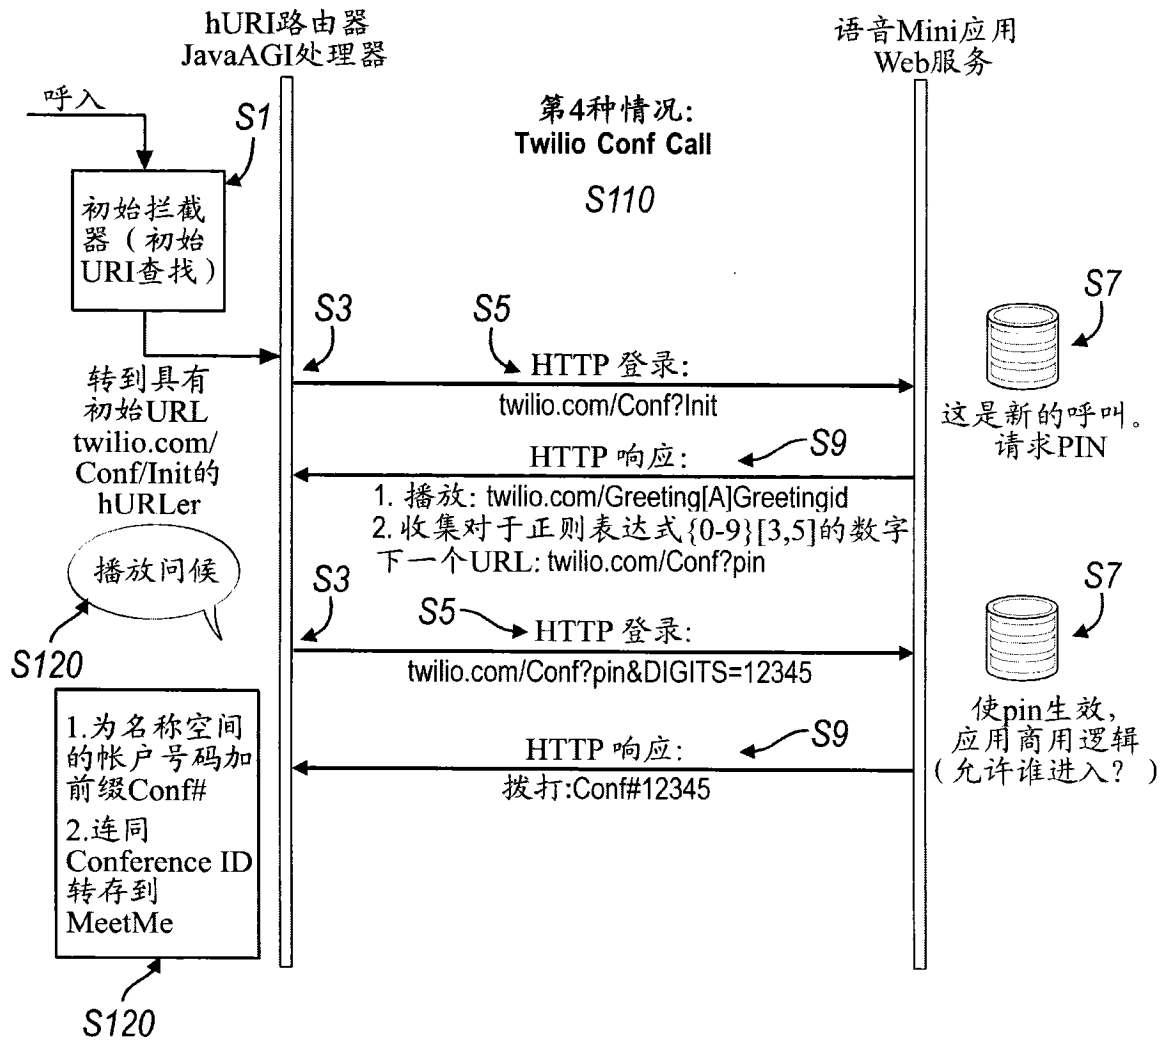 hURI路由器
JavaAGI处理器
语音Mini应用
Web服务
呼入
S1
第4种情况:
Twilio Conf Call
S110
初始拦截
器（初始
URI查找）
S3
S5
S7
HTTP 登录:
twilio.com/Conf?Init
转到具有
初始URL
twilio.com/
Conf/Init的
hURLer
这是新的呼叫。
请求PIN
HTTP 响应:
S9
1. 播放: twilio.com/Greeting[A]Greetingid
2. 收集对于正则表达式{0-9}[3,5]的数字
下一个URL: twilio.com/Conf?pin
播放问候
S120
S3
S5
S7
HTTP 登录:
twilio.com/Conf?pin&DIGITS=12345
使pin生效，
应用商用逻辑
（允许谁进入？）
HTTP 响应:
S9
拨打:Conf#12345
1.为名称空间
的帐户号码加
前缀Conf#
2.连同
Conference ID
转存到
MeetMe
S120